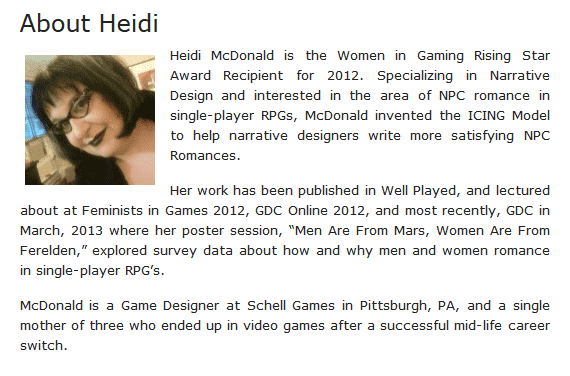 About Heidi
Heidi McDonald is the Women in Gaming Rising Star
Award Recipient for 2012. Specializing in Narrative
Design and interested in the area of NPC romance in
single-player RPGs, McDonald invented the ICING Model
to help narrative designers write more satisfying NPC
Romances.
Her work has been published in Well Played, and lectured
about at Feminists in Games 2012, GDC Online 2012, and most recently, GDC in
March, 2013 where her poster session, “Men Are From Mars, Women Are From
Ferelden,” explored survey data about how and why men and women romance
in single-player RPG’s.
McDonald is a Game Designer at Schell Games in Pittsburgh, PA, and a single
mother of three who ended up in video games after a successful mid-life career
switch.